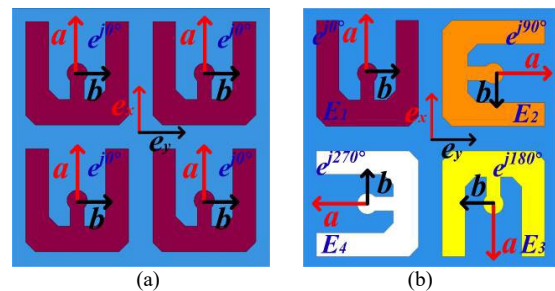 a e^{j0°} a e^{j0°}
b b
e_x
e_y
a e^{j0°} a e^{j0°}
b b
(a)
e^{j0°} a e^{j90°}
b a
b
E_1 e_x E_2
e_y
e^{j270°} e^{j180°}
b b
a
E_4 a E_3
(b)